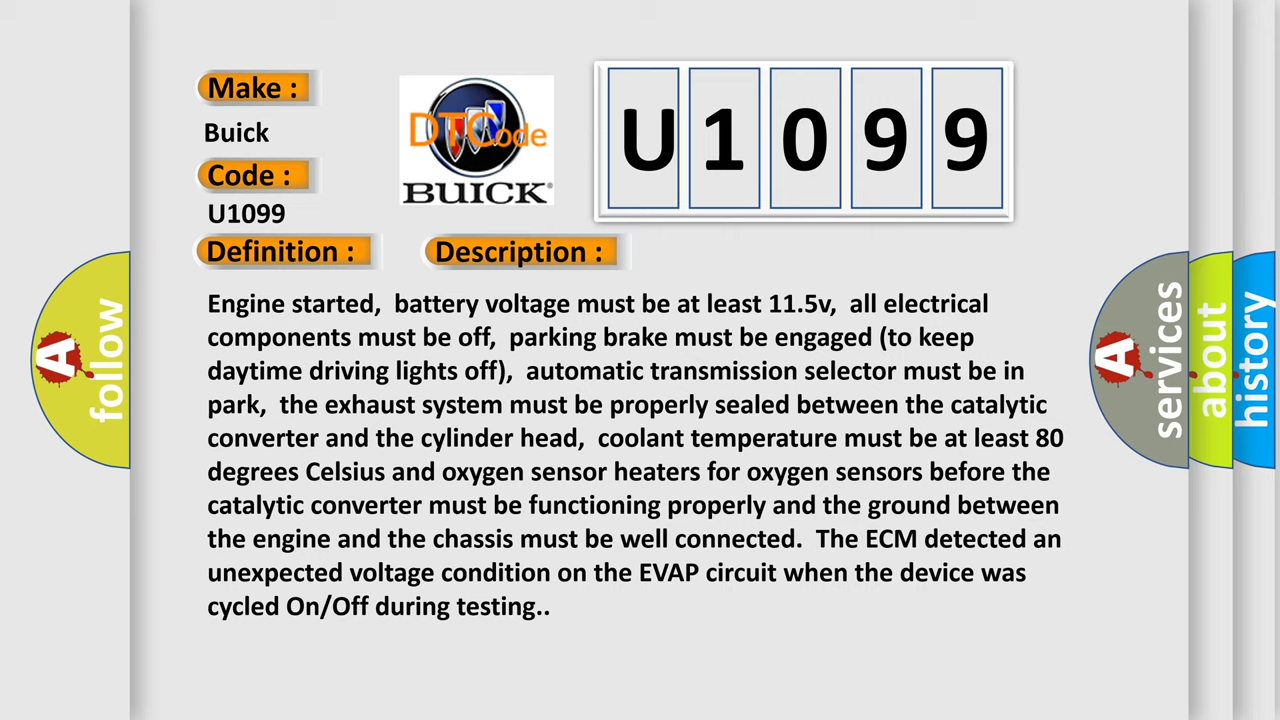 Make :
Buick
Code :
U1099
Definition :
Description :
DTCode
BUICK
U1099
Engine started, battery voltage must be at least 11.5v, all electrical
components must be off, parking brake must be engaged (to keep
daytime driving lights off), automatic transmission selector must be in
park, the exhaust system must be properly sealed between the catalytic
converter and the cylinder head, coolant temperature must be at least 80
degrees Celsius and oxygen sensor heaters for oxygen sensors before the
catalytic converter must be functioning properly and the ground between
the engine and the chassis must be well connected. The ECM detected an
unexpected voltage condition on the EVAP circuit when the device was
cycled On/Off during testing..
A follow
A services
about
history